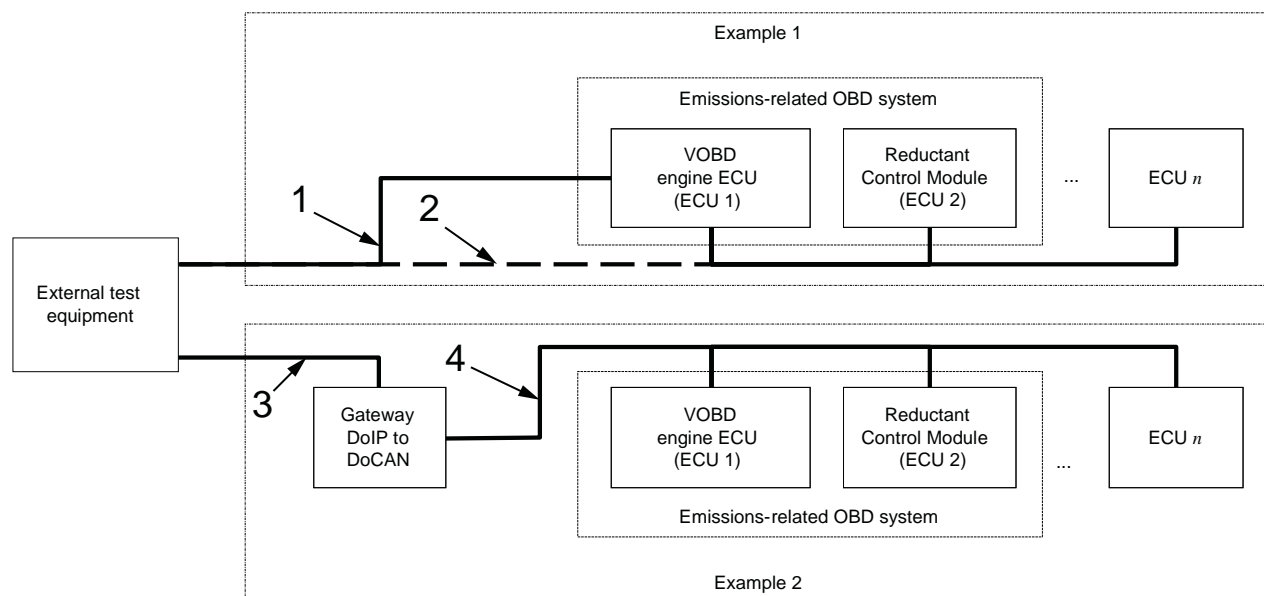 Example 1
Emissions-related OBD system
VOBD
engine ECU
(ECU 1)
Reductant
Control Module
(ECU 2)
...
ECU n
1
2
External test
equipment
3
4
Gateway
DoIP to
DoCAN
VOBD
engine ECU
(ECU 1)
Reductant
Control Module
(ECU 2)
...
ECU n
Emissions-related OBD system
Example 2